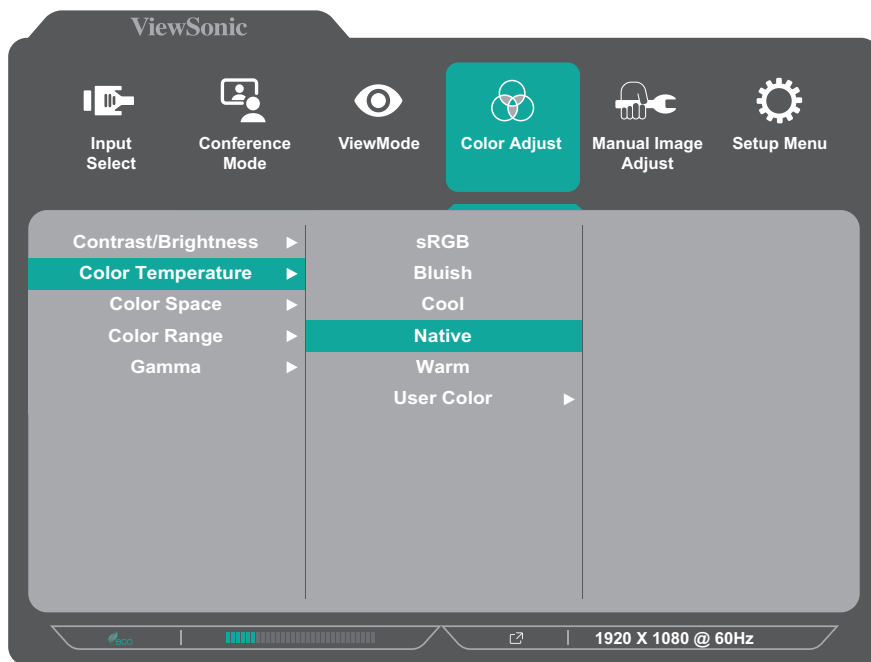 ViewSonic
Input
Select
Conference
Mode
ViewMode
Color Adjust
Manual Image
Adjust
Setup Menu
Contrast/Brightness
Color Temperature
Color Space
Color Range
Gamma
sRGB
Bluish
Cool
Native
Warm
User Color
ECO
1920 X 1080 @ 60Hz